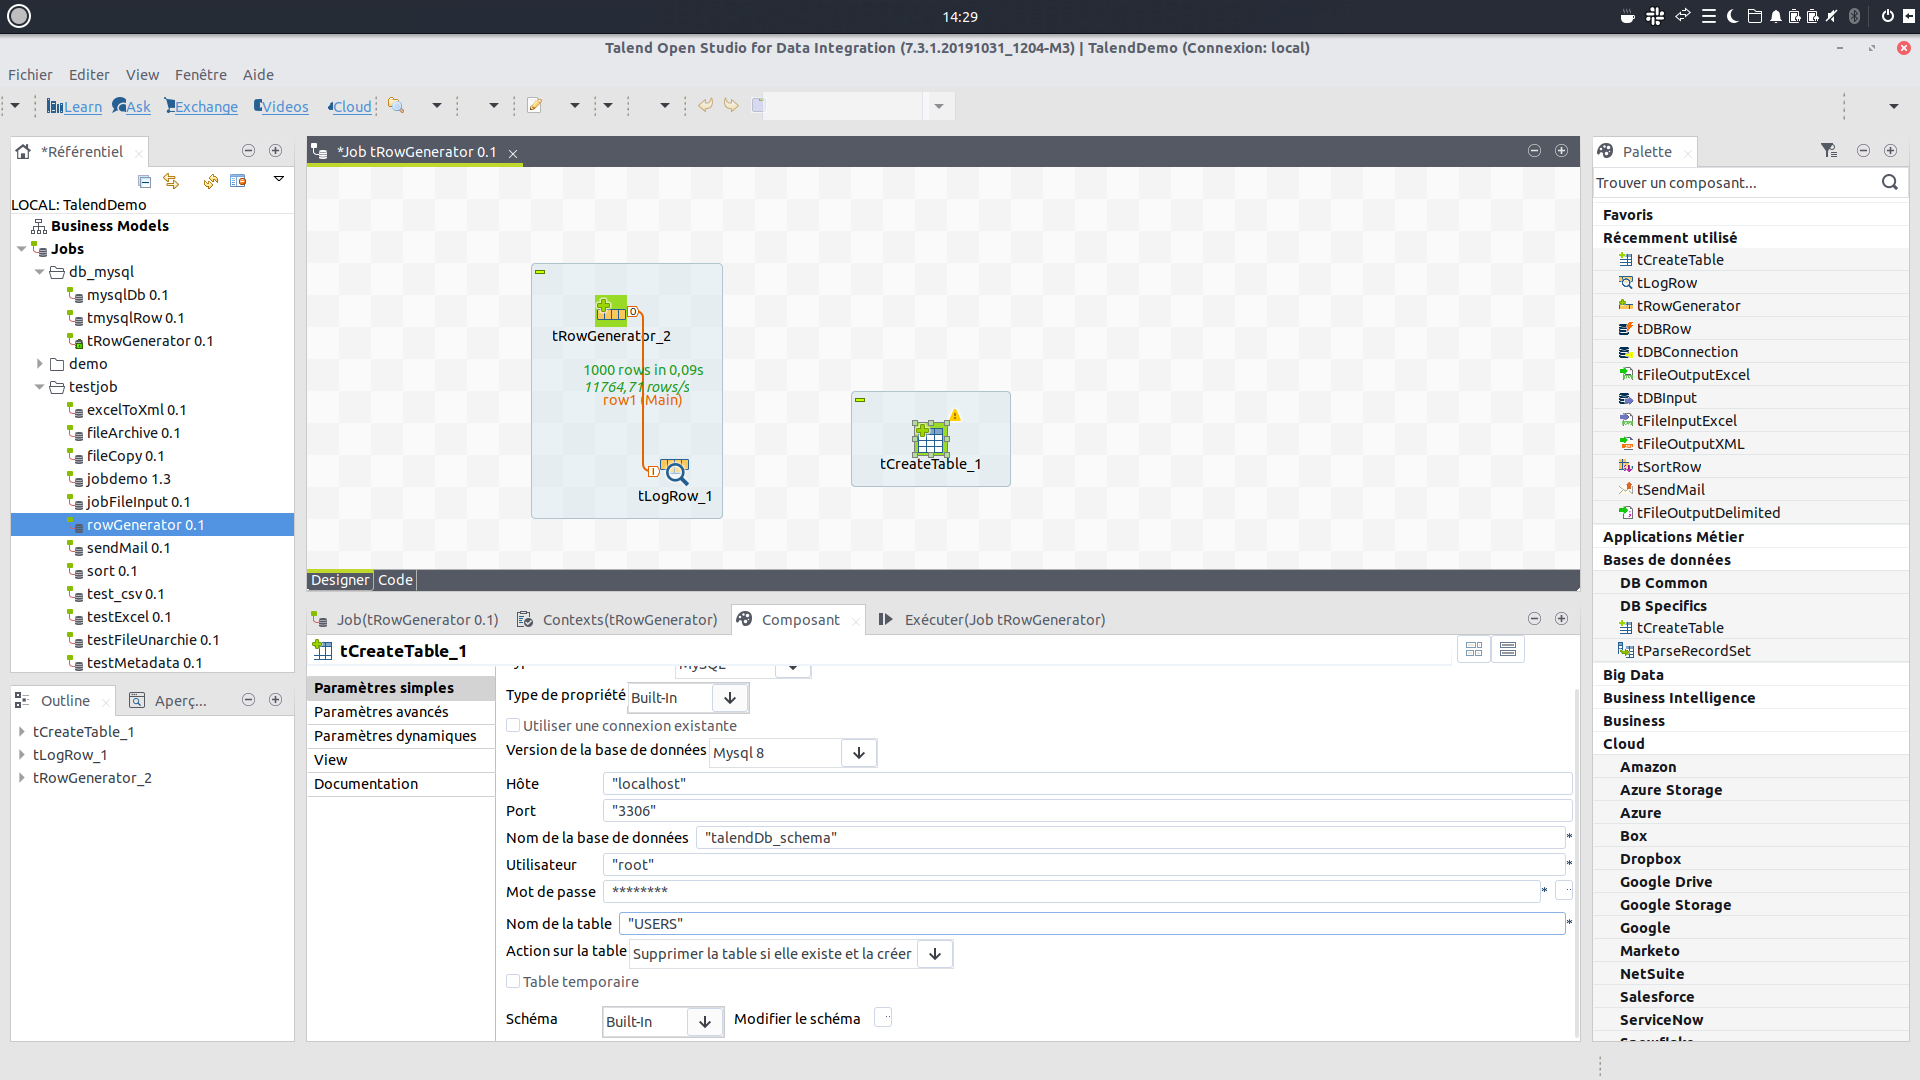 14:29
Talend Open Studio for Data Integration (7.3.1.20191031_1204-M3) | TalendDemo (Connexion: local)
Fichier Editer View Fenêtre Aide
Learn Ask Exchange Videos Cloud
*Référentiel
LOCAL: TalendDemo
Business Models
Jobs
db_mysql
mysqlDb 0.1
tmysqlRow 0.1
tRowGenerator 0.1
demo
testjob
excelToXml 0.1
fileArchive 0.1
fileCopy 0.1
jobdemo 1.3
jobFileInput 0.1
rowGenerator 0.1
sendMail 0.1
sort 0.1
test_csv 0.1
testExcel 0.1
testFileUnarchie 0.1
testMetadata 0.1
Outline Aperç...
tCreateTable_1
tLogRow_1
tRowGenerator_2
*Job tRowGenerator 0.1
tRowGenerator_2
1000 rows in 0,09s
11764,71 rows/s
row1 (Main)
tLogRow_1
tCreateTable_1
Designer Code
Job(tRowGenerator 0.1) Contexts(tRowGenerator) Composant Exécuter(Job tRowGenerator)
tCreateTable_1
Paramètres simples
Paramètres avancés
Paramètres dynamiques
View
Documentation
Type de propriété Built-In
Utiliser une connexion existante
Version de la base de données Mysql 8
Hôte "localhost"
Port "3306"
Nom de la base de données "talendDb_schema" *
Utilisateur "root" *
Mot de passe ******** *
Nom de la table "USERS" *
Action sur la table Supprimer la table si elle existe et la créer
Table temporaire
Schéma Built-In Modifier le schéma
Palette
Trouver un composant...
Favoris
Récemment utilisé
tCreateTable
tLogRow
tRowGenerator
tDBRow
tDBConnection
tFileOutputExcel
tDBInput
tFileInputExcel
tFileOutputXML
tSortRow
tSendMail
tFileOutputDelimited
Applications Métier
Bases de données
DB Common
DB Specifics
tCreateTable
tParseRecordSet
Big Data
Business Intelligence
Business
Cloud
Amazon
Azure Storage
Azure
Box
Dropbox
Google Drive
Google Storage
Google
Marketo
NetSuite
Salesforce
ServiceNow